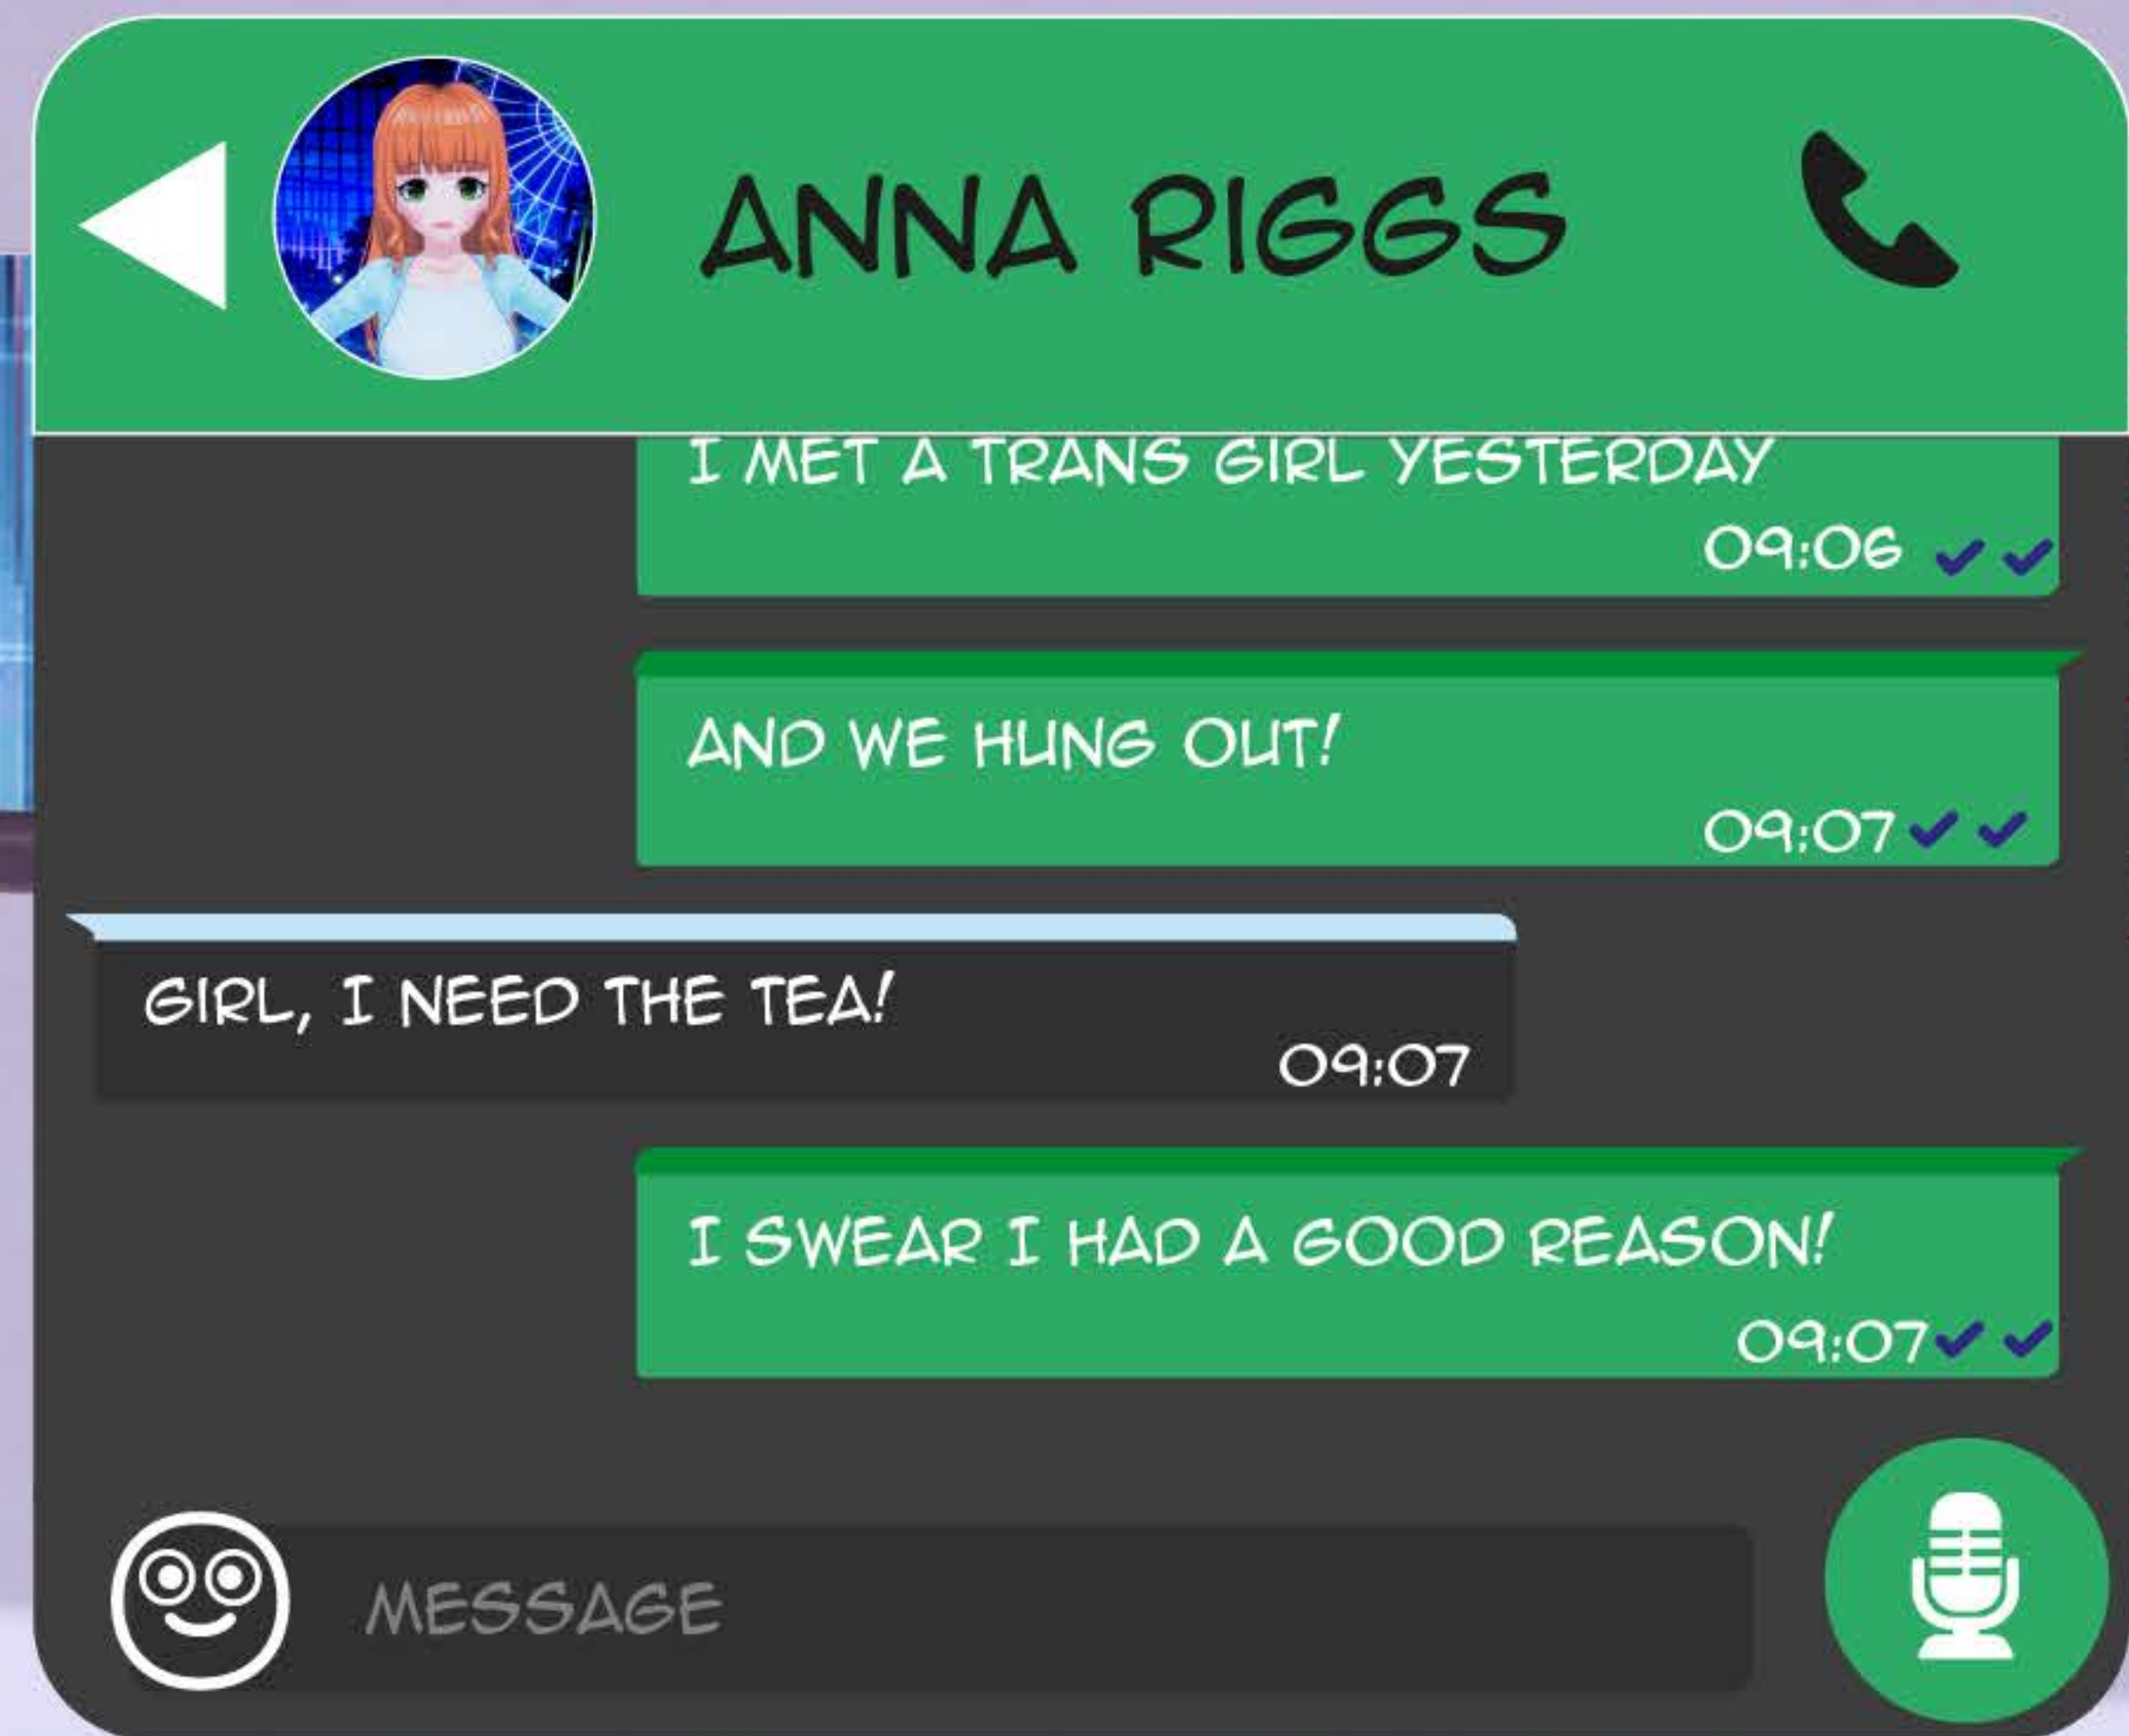 ANNA RIGGS
I MET A TRANS GIRL YESTERDAY
09:06
AND WE HUNG OUT!
09:07
GIRL, I NEED THE TEA!
09:07
I SWEAR I HAD A GOOD REASON!
09:07
MESSAGE